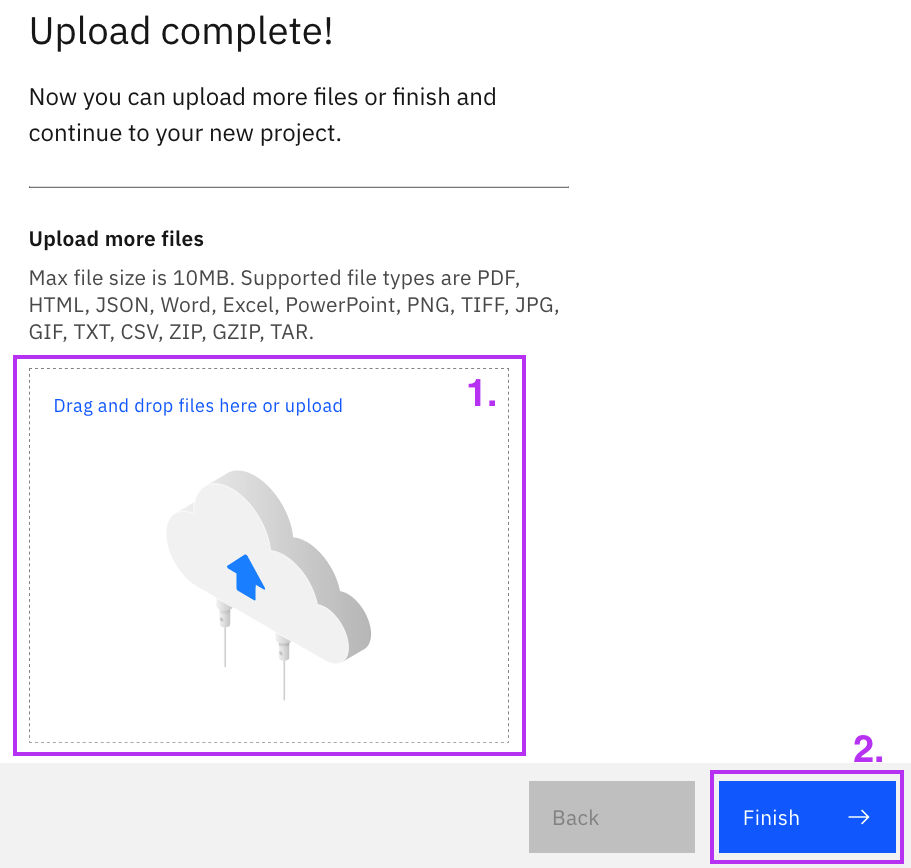 Upload complete!
Now you can upload more files or finish and
continue to your new project.
Upload more files
Max file size is 10MB. Supported file types are PDF,
HTML, JSON, Word, Excel, PowerPoint, PNG, TIFF, JPG,
GIF, TXT, CSV, ZIP, GZIP, TAR.
1.
Drag and drop files here or upload
2.
Back
Finish →